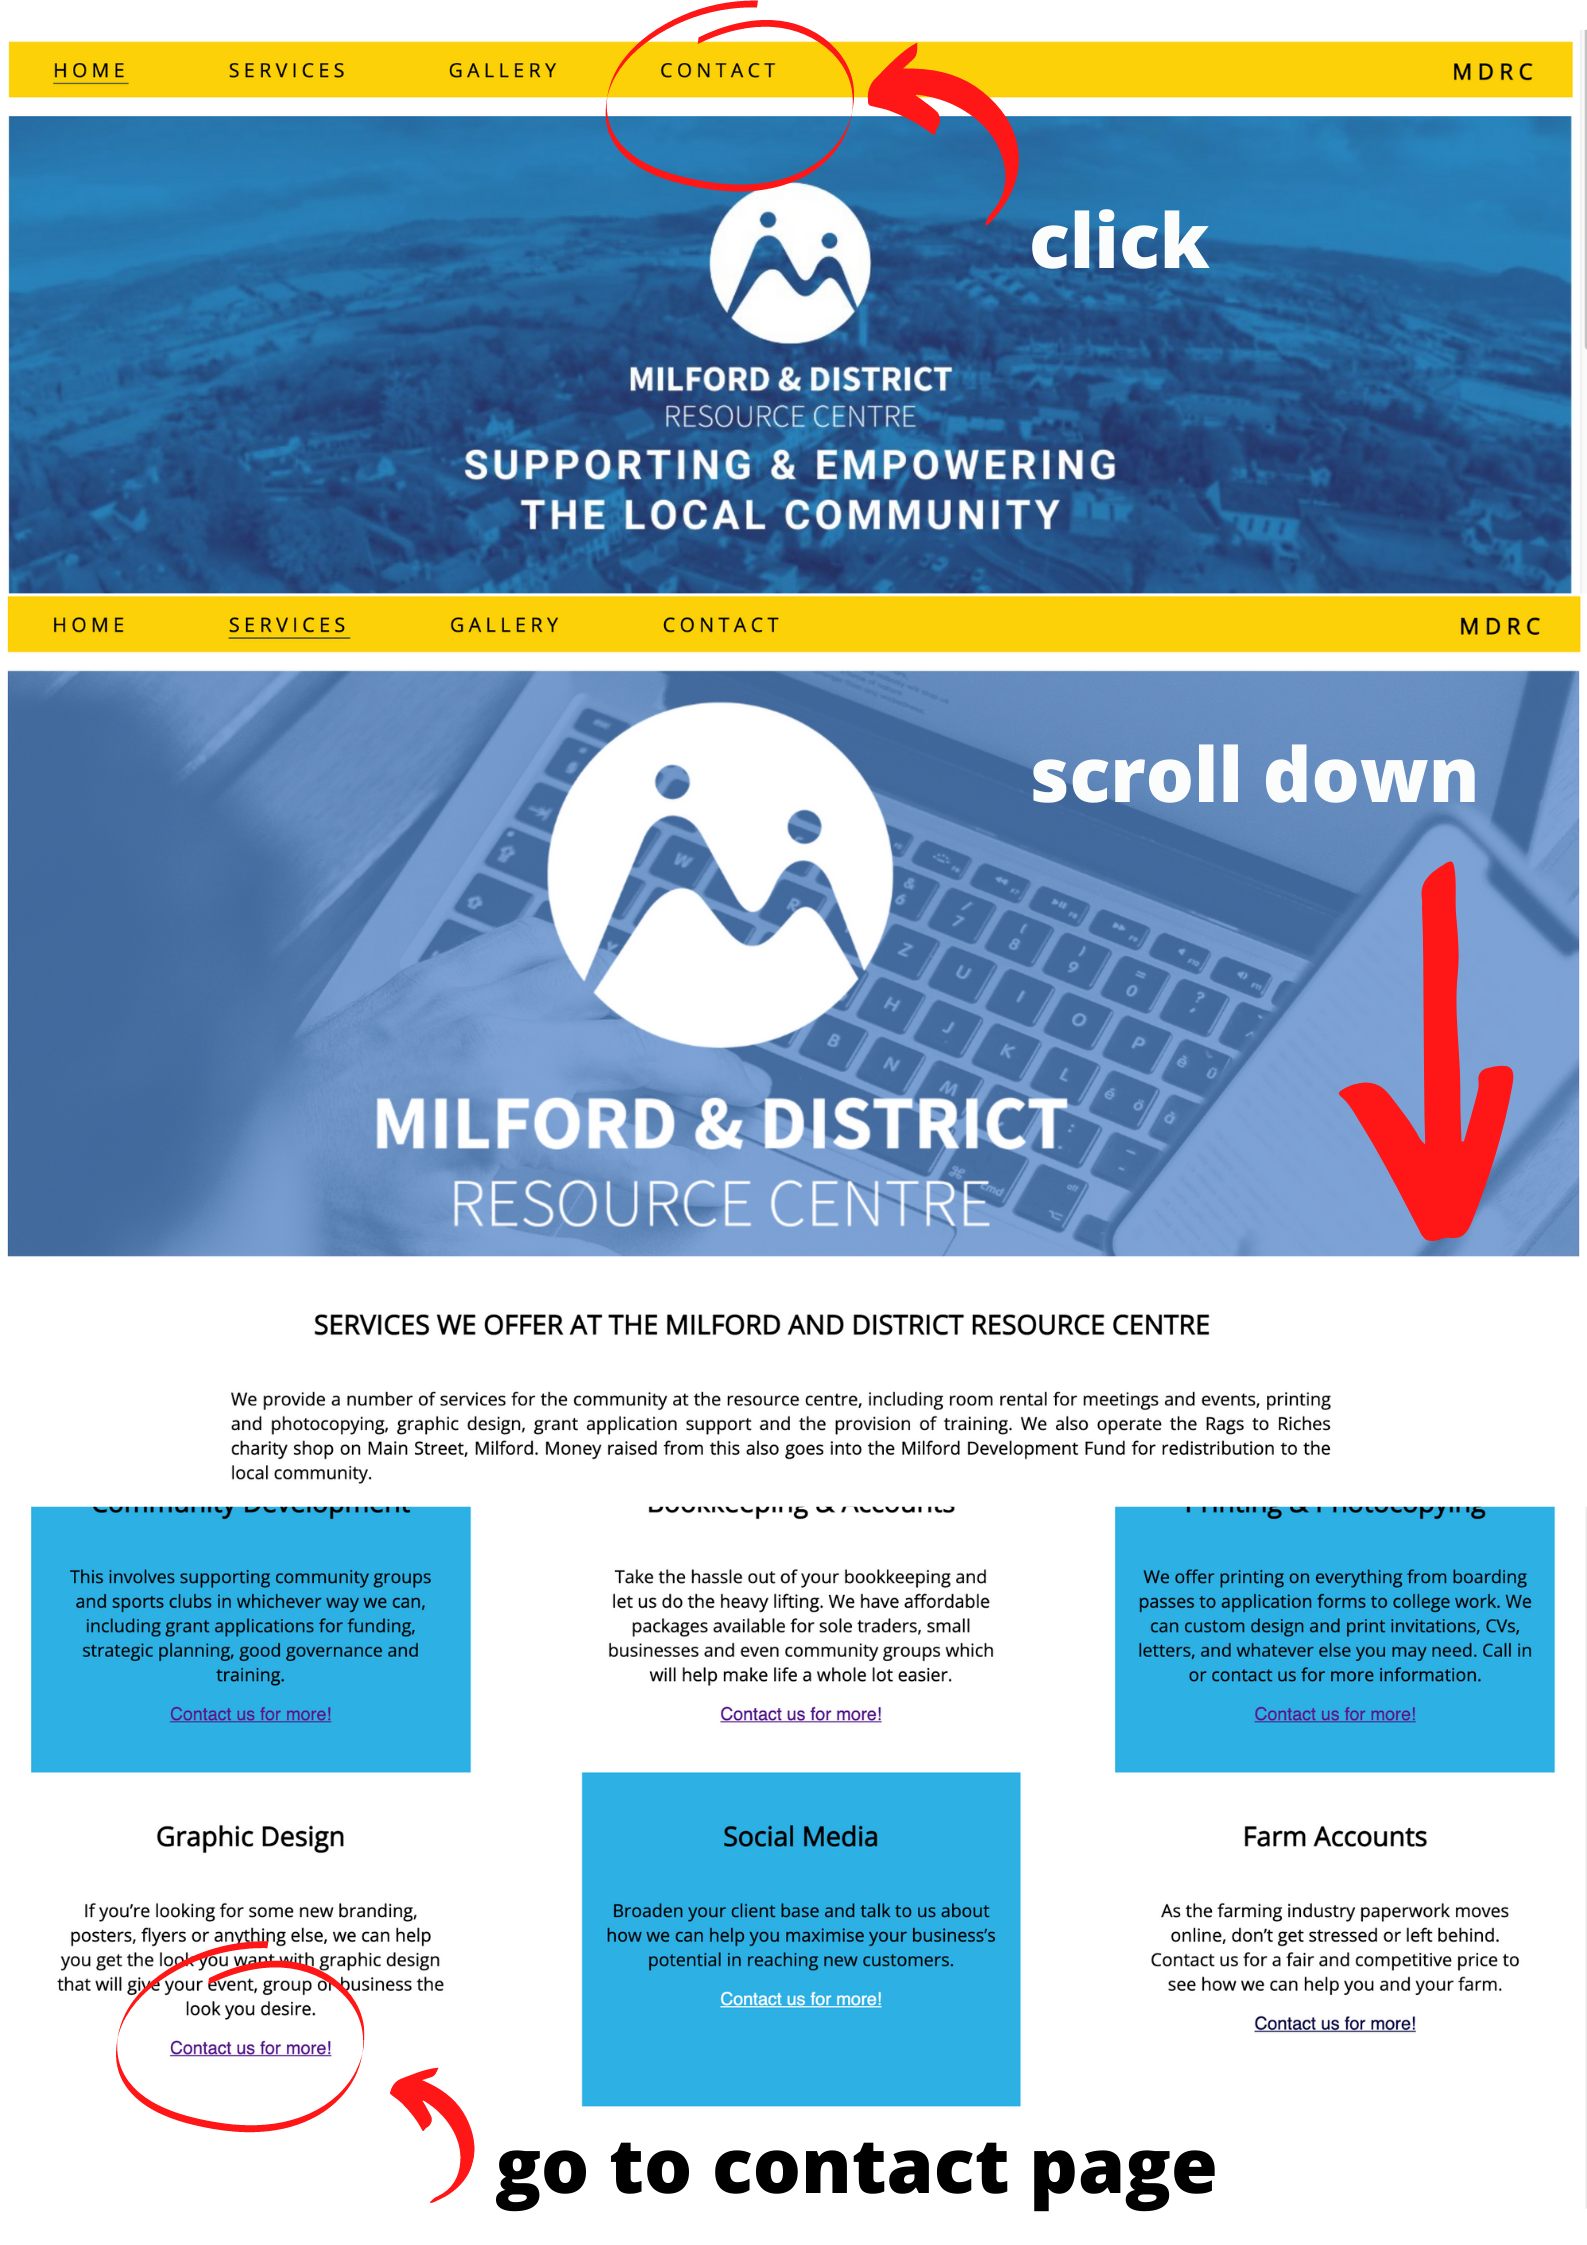 HOME SERVICES GALLERY CONTACT MDRC
click
MILFORD & DISTRICT
RESOURCE CENTRE
SUPPORTING & EMPOWERING
THE LOCAL COMMUNITY
HOME SERVICES GALLERY CONTACT MDRC
scroll down
MILFORD & DISTRICT
RESOURCE CENTRE
SERVICES WE OFFER AT THE MILFORD AND DISTRICT RESOURCE CENTRE
We provide a number of services for the community at the resource centre, including room rental for meetings and events, printing
and photocopying, graphic design, grant application support and the provision of training. We also operate the Rags to Riches
charity shop on Main Street, Milford. Money raised from this also goes into the Milford Development Fund for redistribution to the
local community.
Community Development
This involves supporting community groups
and sports clubs in whichever way we can,
including grant applications for funding,
strategic planning, good governance and
training.
Contact us for more!
Bookkeeping & Accounts
Take the hassle out of your bookkeeping and
let us do the heavy lifting. We have affordable
packages available for sole traders, small
businesses and even community groups which
will help make life a whole lot easier.
Contact us for more!
Printing & Photocopying
We offer printing on everything from boarding
passes to application forms to college work. We
can custom design and print invitations, CVs,
letters, and whatever else you may need. Call in
or contact us for more information.
Contact us for more!
Graphic Design
If you're looking for some new branding,
posters, flyers or anything else, we can help
you get the look you want with graphic design
that will give your event, group or business the
look you desire.
Contact us for more!
Social Media
Broaden your client base and talk to us about
how we can help you maximise your business's
potential in reaching new customers.
Contact us for more!
Farm Accounts
As the farming industry paperwork moves
online, don't get stressed or left behind.
Contact us for a fair and competitive price to
see how we can help you and your farm.
Contact us for more!
go to contact page